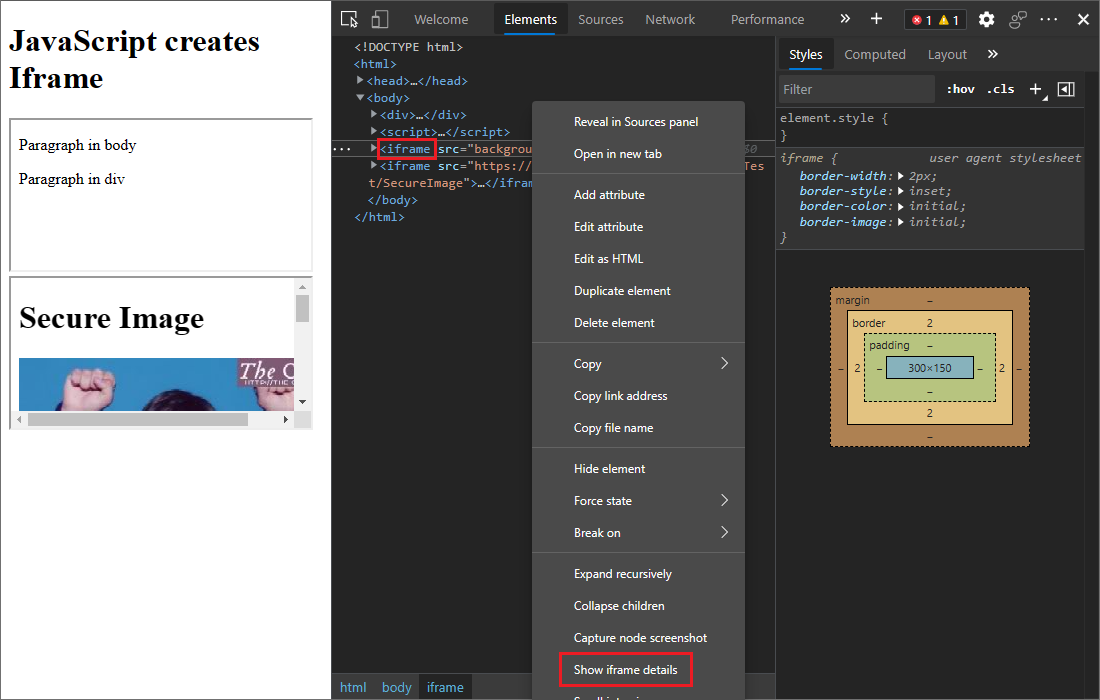 JavaScript creates
Iframe
Paragraph in body
Paragraph in div
Secure Image
The
HTTP://THE
Welcome
Elements
Sources
Network
Performance
1
1
<!DOCTYPE html>
<html>
<head>…</head>
<body>
<div>…</div>
<script>…</script>
<iframe src="backgrou
$0
<iframe src="https://
Tes
t/SecureImage">…</ifram
</body>
</html>
Reveal in Sources panel
Open in new tab
Add attribute
Edit attribute
Edit as HTML
Duplicate element
Delete element
Copy
Copy link address
Copy file name
Hide element
Force state
Break on
Expand recursively
Collapse children
Capture node screenshot
Show iframe details
html
body
iframe
Styles
Computed
Layout
Filter
:hov
.cls
element.style {
}
iframe {
user agent stylesheet
border-width: 2px;
border-style: inset;
border-color: initial;
border-image: initial;
}
margin
–
border
2
padding
–
– 2 – 300×150 – 2 –
–
2
–